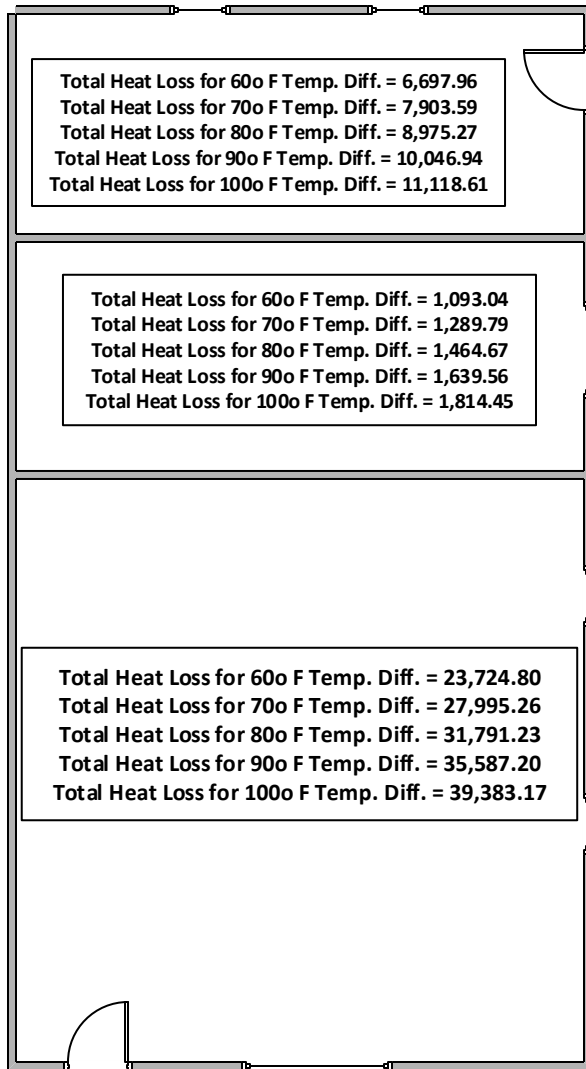 Total Heat Loss for 60o F Temp. Diff. = 6,697.96
Total Heat Loss for 70o F Temp. Diff. = 7,903.59
Total Heat Loss for 80o F Temp. Diff. = 8,975.27
Total Heat Loss for 90o F Temp. Diff. = 10,046.94
Total Heat Loss for 100o F Temp. Diff. = 11,118.61
Total Heat Loss for 60o F Temp. Diff. = 1,093.04
Total Heat Loss for 70o F Temp. Diff. = 1,289.79
Total Heat Loss for 80o F Temp. Diff. = 1,464.67
Total Heat Loss for 90o F Temp. Diff. = 1,639.56
Total Heat Loss for 100o F Temp. Diff. = 1,814.45
Total Heat Loss for 60o F Temp. Diff. = 23,724.80
Total Heat Loss for 70o F Temp. Diff. = 27,995.26
Total Heat Loss for 80o F Temp. Diff. = 31,791.23
Total Heat Loss for 90o F Temp. Diff. = 35,587.20
Total Heat Loss for 100o F Temp. Diff. = 39,383.17